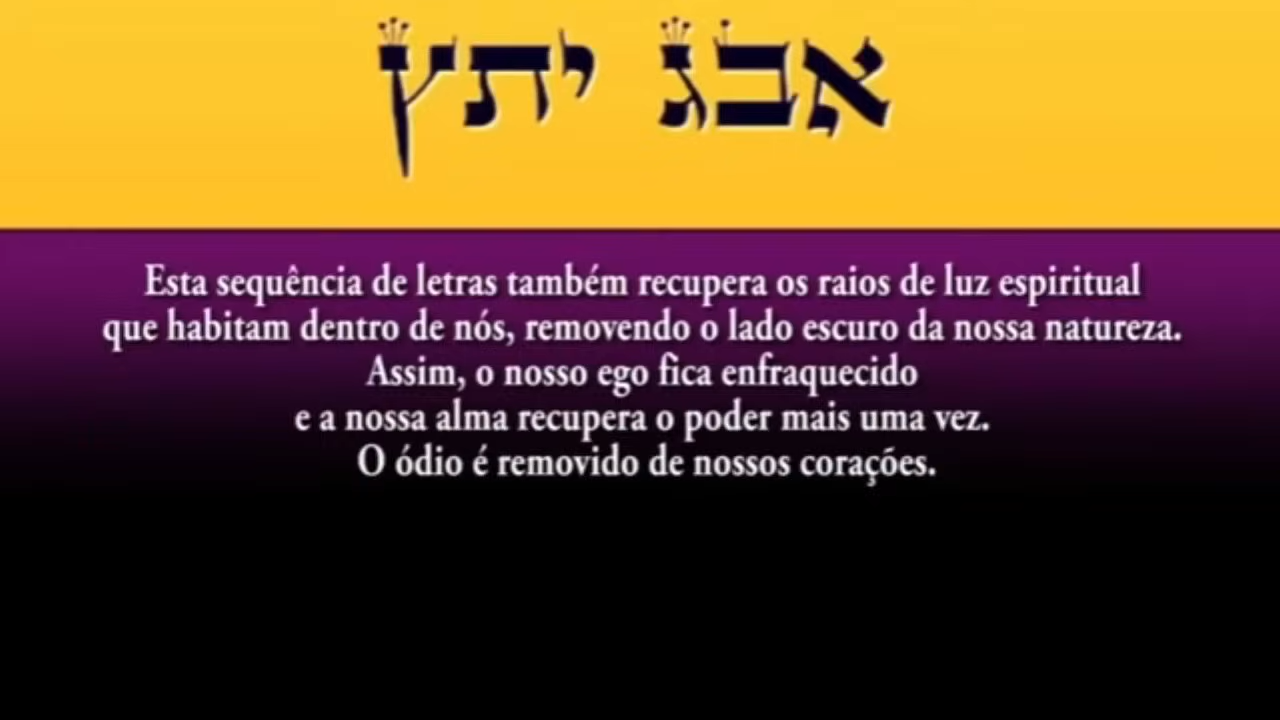 אבג יתץ
Esta sequência de letras também recupera os raios de luz espiritual
que habitam dentro de nós, removendo o lado escuro da nossa natureza.
Assim, o nosso ego fica enfraquecido
e a nossa alma recupera o poder mais uma vez.
O ódio é removido de nossos corações.